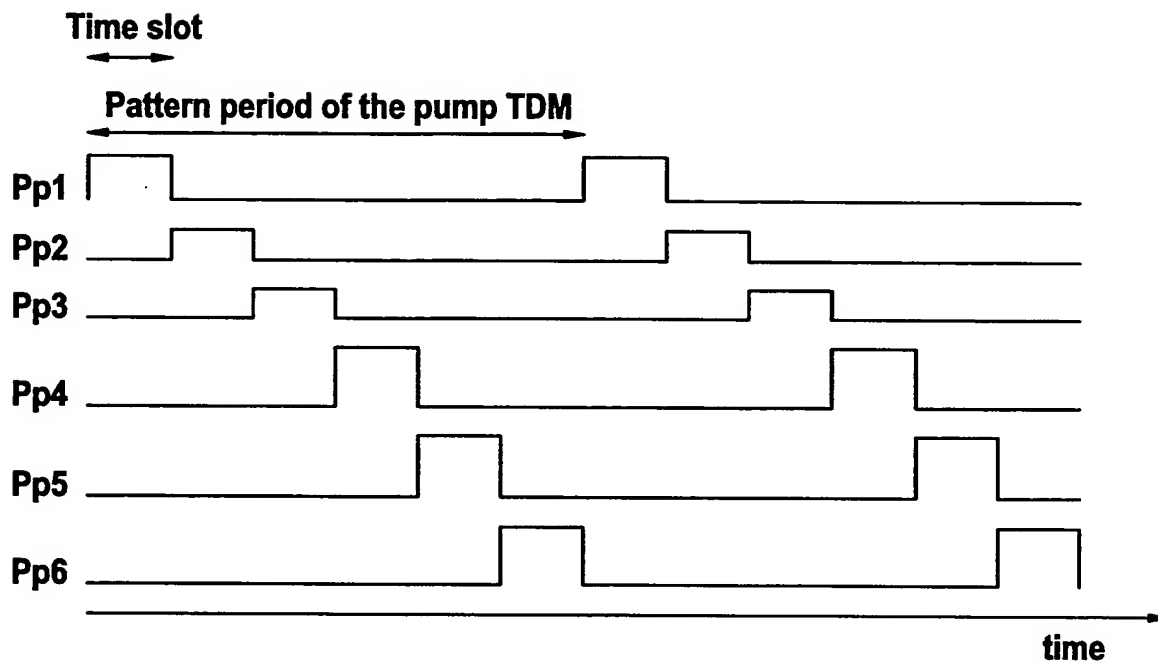 Time slot
Pattern period of the pump TDM
Pp1
Pp2
Pp3
Pp4
Pp5
Pp6
time